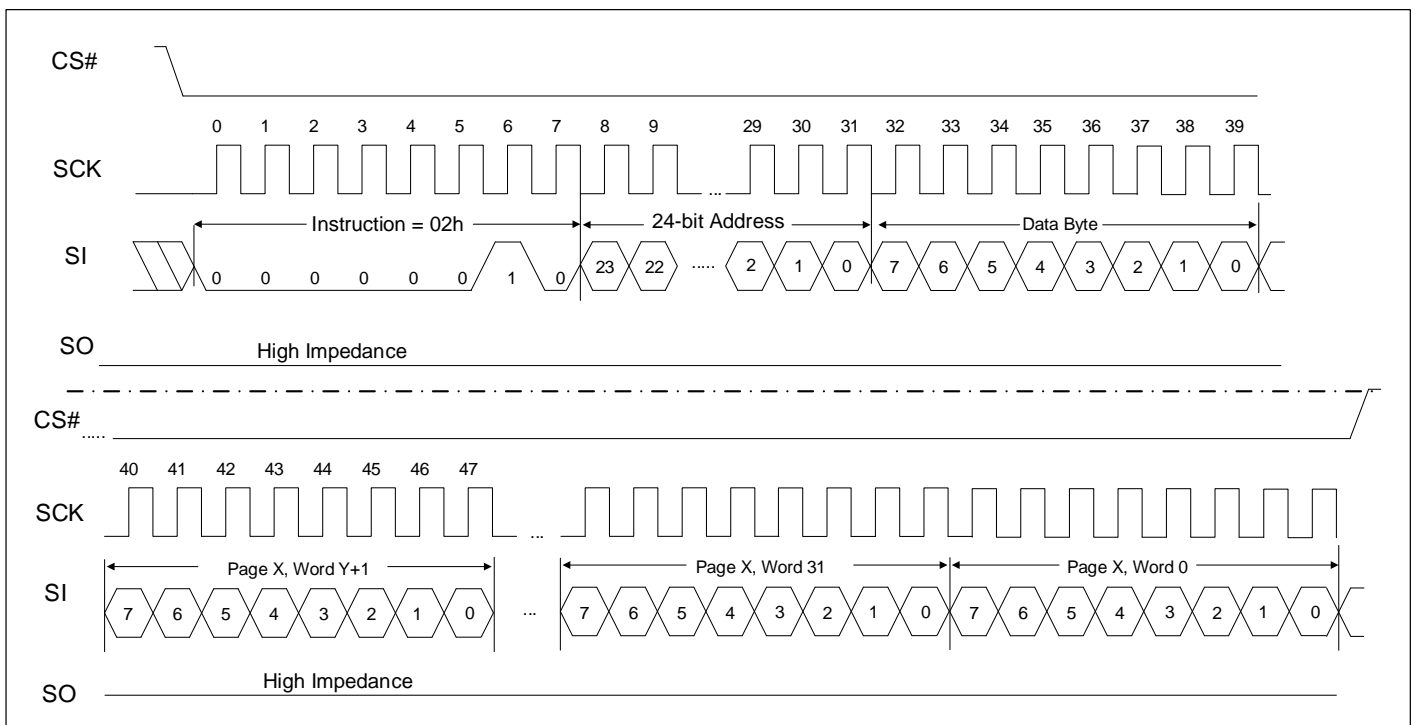 CS#
0 1 2 3 4 5 6 7 8 9 29 30 31 32 33 34 35 36 37 38 39
SCK
...
Instruction = 02h 24-bit Address Data Byte
SI
0 0 0 0 0 0 1 0 23 22 ..... 2 1 0 7 6 5 4 3 2 1 0
SO
High Impedance
CS#
.....
40 41 42 43 44 45 46 47
SCK
...
Page X, Word Y+1 Page X, Word 31 Page X, Word 0
SI
7 6 5 4 3 2 1 0 ... 7 6 5 4 3 2 1 0 7 6 5 4 3 2 1 0
High Impedance
SO